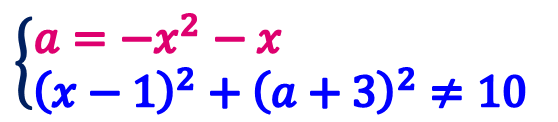 a = −x² − x
(x − 1)² + (a + 3)² ≠ 10